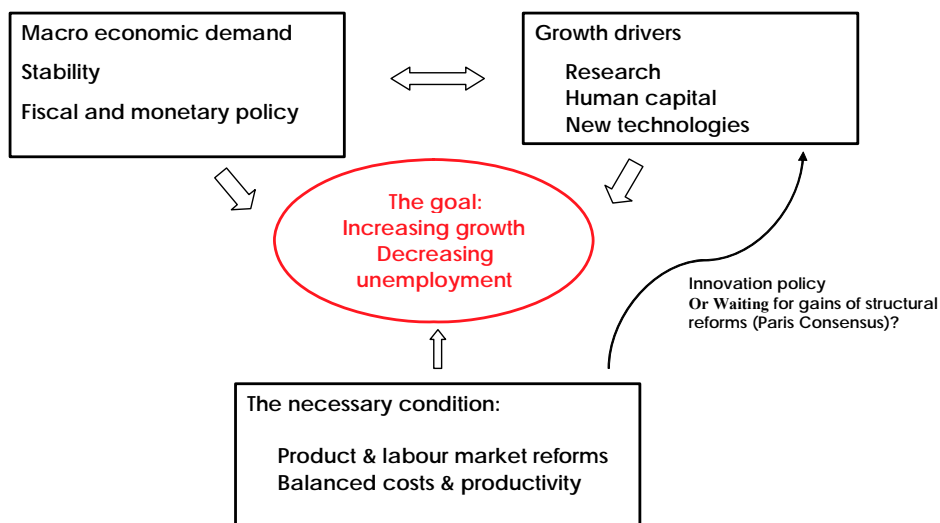 Macro economic demand
Stability
Fiscal and monetary policy
Growth drivers
Research
Human capital
New technologies
The goal:
Increasing growth
Decreasing
unemployment
Innovation policy
Or Waiting for gains of structural
reforms (Paris Consensus)?
The necessary condition:
Product & labour market reforms
Balanced costs & productivity